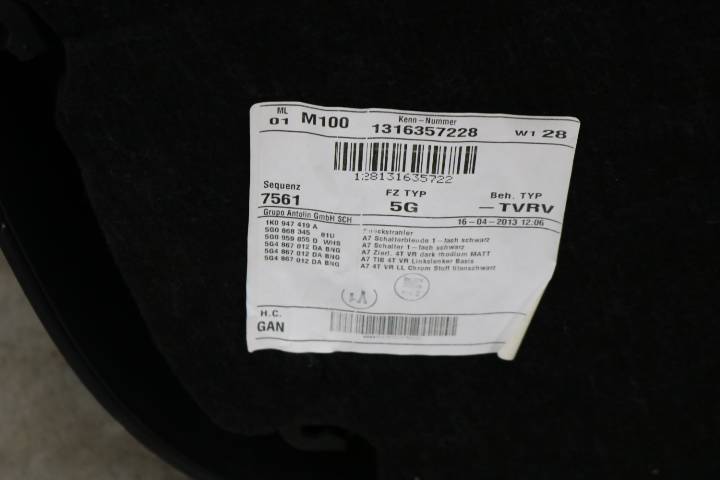 ML
01 M100
Kenn-Nummer
1316357228
W1 28
128131635722
Sequenz
7561
FZ TYP
5G
Beh. TYP
-TVRV
Grupo Antolin GmbH SCH
16-04-2013 12:06
1K0 947 419 A
5G0 868 345 81U A7 Schalterblende 1-fach schwarz
5G0 959 855 D WHS A7 Schalter 1-fach schwarz
5G4 867 012 DA BNG A7 Zierl. 4T VR dark rhodium MATT
5G4 867 012 DA BNG A7 TIB 4T VR Linkslenker Basis
5G4 867 012 DA BNG A7 4T VR LL Chrom Stoff titanschwarz
H.C.
GAN